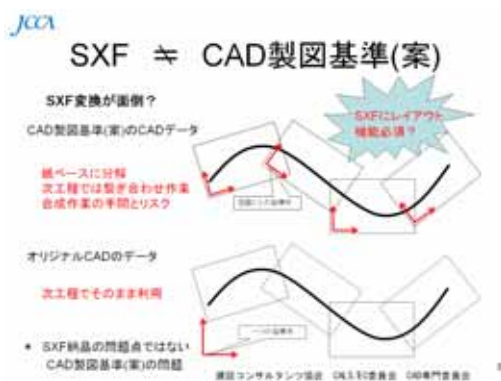 JCCA
SXF ≒ CAD製図基準(案)
SXF変換が面倒?
CAD製図基準(案)のCADデータ
SXFにレイアウト
機能必須?
紙ベースに分解
次工程では繋ぎ合わせ作業
合成作業の手間とリスク
オリジナルCADのデータ
次工程でそのまま利用
• SXF納品の問題点ではない
CAD製図基準(案)の問題
建設コンサルタンツ協会 CALS/EC委員会 CAD専門委員会